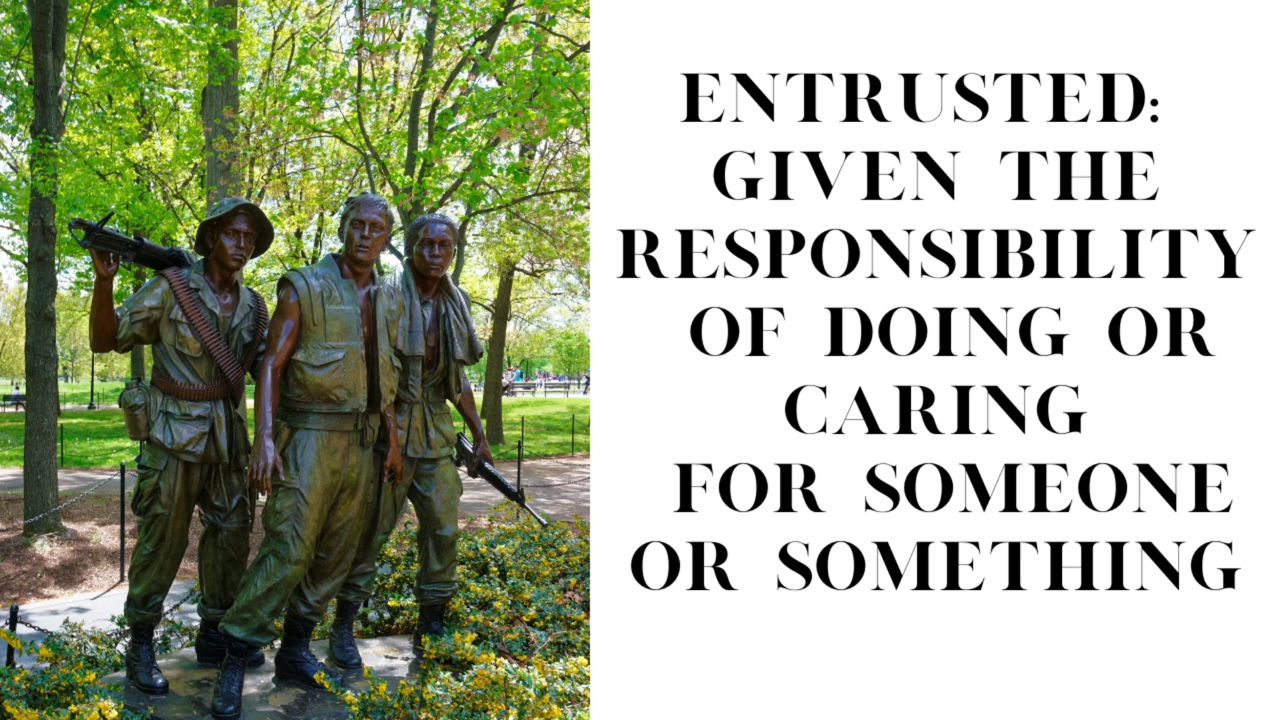 ENTRUSTED:
GIVEN THE
RESPONSIBILITY
OF DOING OR
CARING
FOR SOMEONE
OR SOMETHING